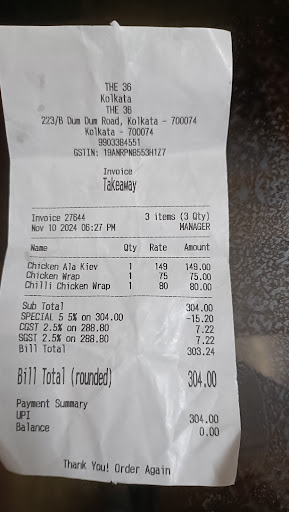 THE 36
Kolkata
THE 36
223/B Dum Dum Road, Kolkata - 700074
Kolkata - 700074
9903384551
GSTIN: 19ANRPN8553H1Z7
Invoice
Takeaway
Invoice 27644 3 items (3 Qty)
Nov 10 2024 06:27 PM MANAGER
Name Qty Rate Amount
Chicken Ala Kiev 1 149 149.00
Chicken Wrap 1 75 75.00
Chilli Chicken Wrap 1 80 80.00
Sub Total 304.00
SPECIAL 5 5% on 304.00 -15.20
CGST 2.5% on 288.80 7.22
SGST 2.5% on 288.80 7.22
Bill Total 303.24
Bill Total (rounded) 304.00
Payment Summary
UPI 304.00
Balance 0.00
Thank You! Order Again